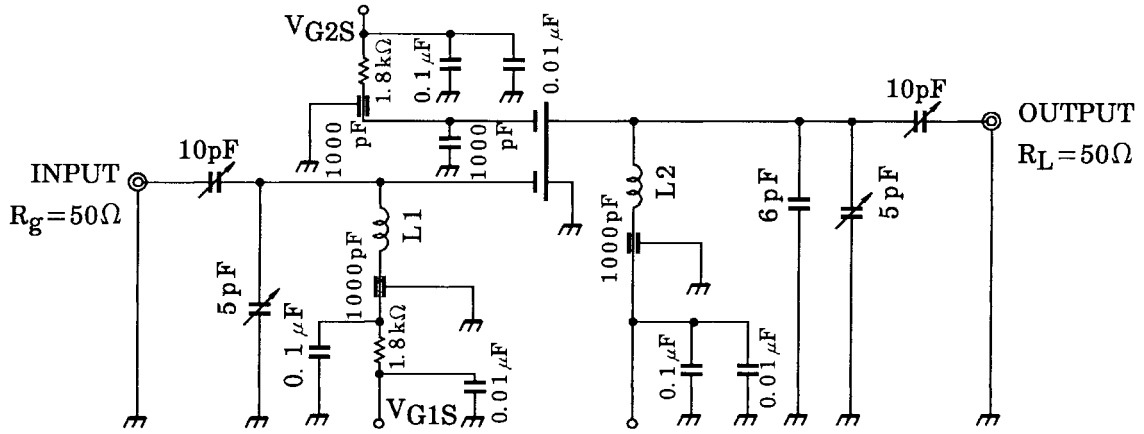 VG2S
1.8kΩ
0.1μF
0.01μF
1000
pF
1000
pF
10pF
INPUT
Rg=50Ω
5pF
L1
1000pF
0.1μF
1.8kΩ
VG1S
0.01μF
L2
1000pF
0.1μF
0.01μF
6pF
5pF
10pF
OUTPUT
RL=50Ω